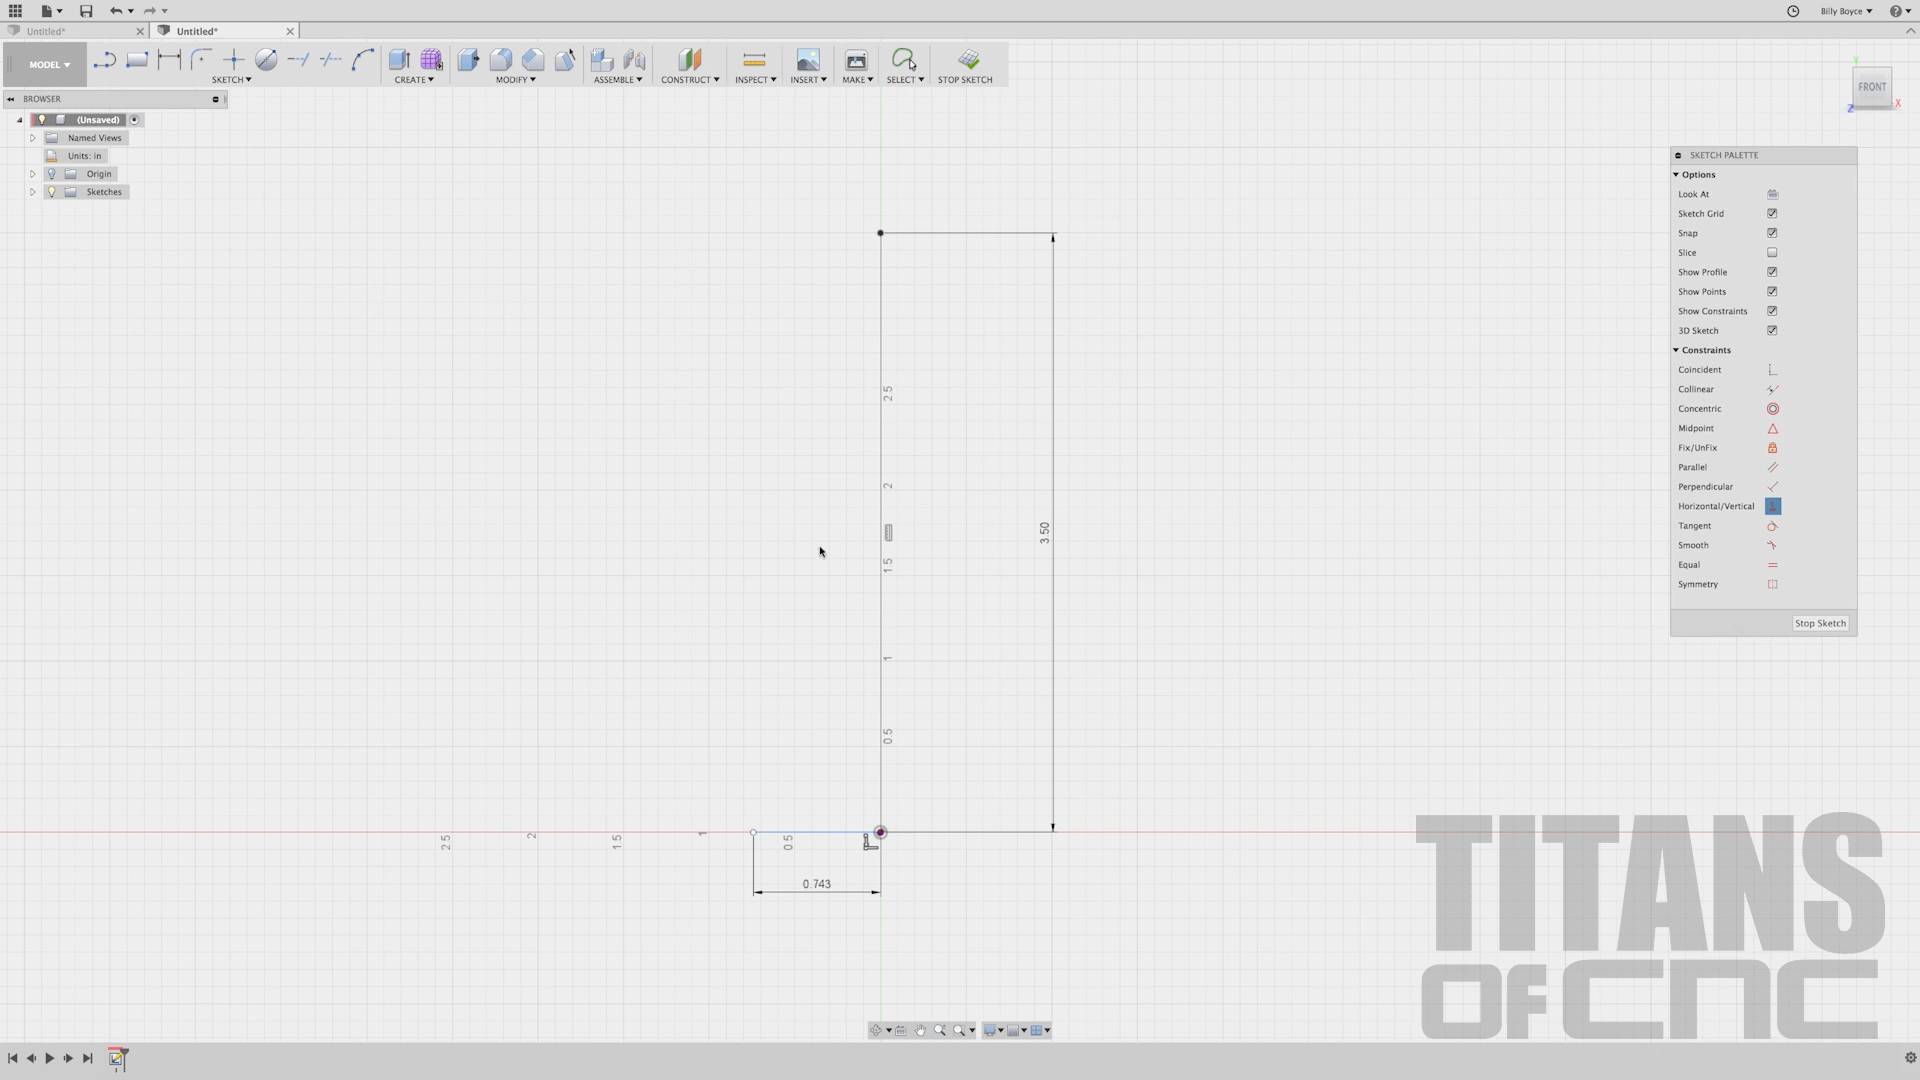 Billy Boyce
Untitled*
Untitled*
MODEL
SKETCH
CREATE
MODIFY
ASSEMBLE
CONSTRUCT
INSPECT
INSERT
MAKE
SELECT
STOP SKETCH
BROWSER
(Unsaved)
Named Views
Units: in
Origin
Sketches
FRONT
Y
Z
X
SKETCH PALETTE
Options
Look At
Sketch Grid
Snap
Slice
Show Profile
Show Points
Show Constraints
3D Sketch
Constraints
Coincident
Collinear
Concentric
Midpoint
Fix/UnFix
Parallel
Perpendicular
Horizontal/Vertical
Tangent
Smooth
Equal
Symmetry
Stop Sketch
2.5
2
1.5
1
0.5
3.50
2.5
2
1.5
1
0.5
0.743
TITANS
OF CNC